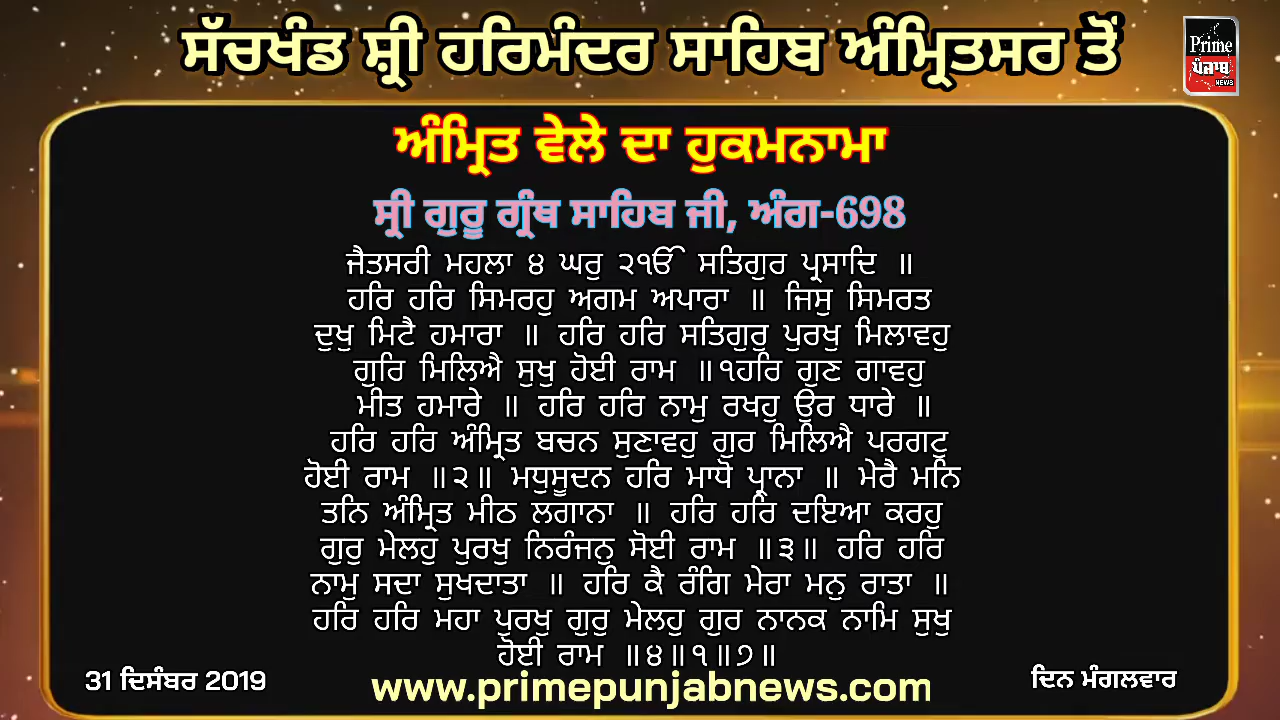 ਸੱਚਖੰਡ ਸ਼੍ਰੀ ਹਰਿਮੰਦਰ ਸਾਹਿਬ ਅੰਮ੍ਰਿਤਸਰ ਤੋਂ
Prime
ਪੰਜਾਬ
NEWS
ਅੰਮ੍ਰਿਤ ਵੇਲੇ ਦਾ ਹੁਕਮਨਾਮਾ
ਸ੍ਰੀ ਗੁਰੂ ਗ੍ਰੰਥ ਸਾਹਿਬ ਜੀ, ਅੰਗ-698
ਜੈਤਸਰੀ ਮਹਲਾ ੪ ਘਰੁ ੨ੴ ਸਤਿਗੁਰ ਪ੍ਰਸਾਦਿ ॥
ਹਰਿ ਹਰਿ ਸਿਮਰਹੁ ਅਗਮ ਅਪਾਰਾ ॥ ਜਿਸੁ ਸਿਮਰਤ
ਦੁਖੁ ਮਿਟੈ ਹਮਾਰਾ ॥ ਹਰਿ ਹਰਿ ਸਤਿਗੁਰੁ ਪੁਰਖੁ ਮਿਲਾਵਹੁ
ਗੁਰਿ ਮਿਲਿਐ ਸੁਖੁ ਹੋਈ ਰਾਮ ॥੧ਹਰਿ ਗੁਣ ਗਾਵਹੁ
ਮੀਤ ਹਮਾਰੇ ॥ ਹਰਿ ਹਰਿ ਨਾਮੁ ਰਖਹੁ ਉਰ ਧਾਰੇ ॥
ਹਰਿ ਹਰਿ ਅੰਮ੍ਰਿਤ ਬਚਨ ਸੁਣਾਵਹੁ ਗੁਰ ਮਿਲਿਐ ਪਰਗਟੁ
ਹੋਈ ਰਾਮ ॥੨॥ ਮਧੁਸੂਦਨ ਹਰਿ ਮਾਧੋ ਪ੍ਰਾਨਾ ॥ ਮੇਰੈ ਮਨਿ
ਤਨਿ ਅੰਮ੍ਰਿਤ ਮੀਠ ਲਗਾਨਾ ॥ ਹਰਿ ਹਰਿ ਦਇਆ ਕਰਹੁ
ਗੁਰੁ ਮੇਲਹੁ ਪੁਰਖੁ ਨਿਰੰਜਨੁ ਸੋਈ ਰਾਮ ॥੩॥ ਹਰਿ ਹਰਿ
ਨਾਮੁ ਸਦਾ ਸੁਖਦਾਤਾ ॥ ਹਰਿ ਕੈ ਰੰਗਿ ਮੇਰਾ ਮਨੁ ਰਾਤਾ ॥
ਹਰਿ ਹਰਿ ਮਹਾ ਪੁਰਖੁ ਗੁਰੁ ਮੇਲਹੁ ਗੁਰ ਨਾਨਕ ਨਾਮਿ ਸੁਖੁ
ਹੋਈ ਰਾਮ ॥੪॥੧॥੭॥
31 ਦਿਸੰਬਰ 2019
www.primepunjabnews.com
ਦਿਨ ਮੰਗਲਵਾਰ